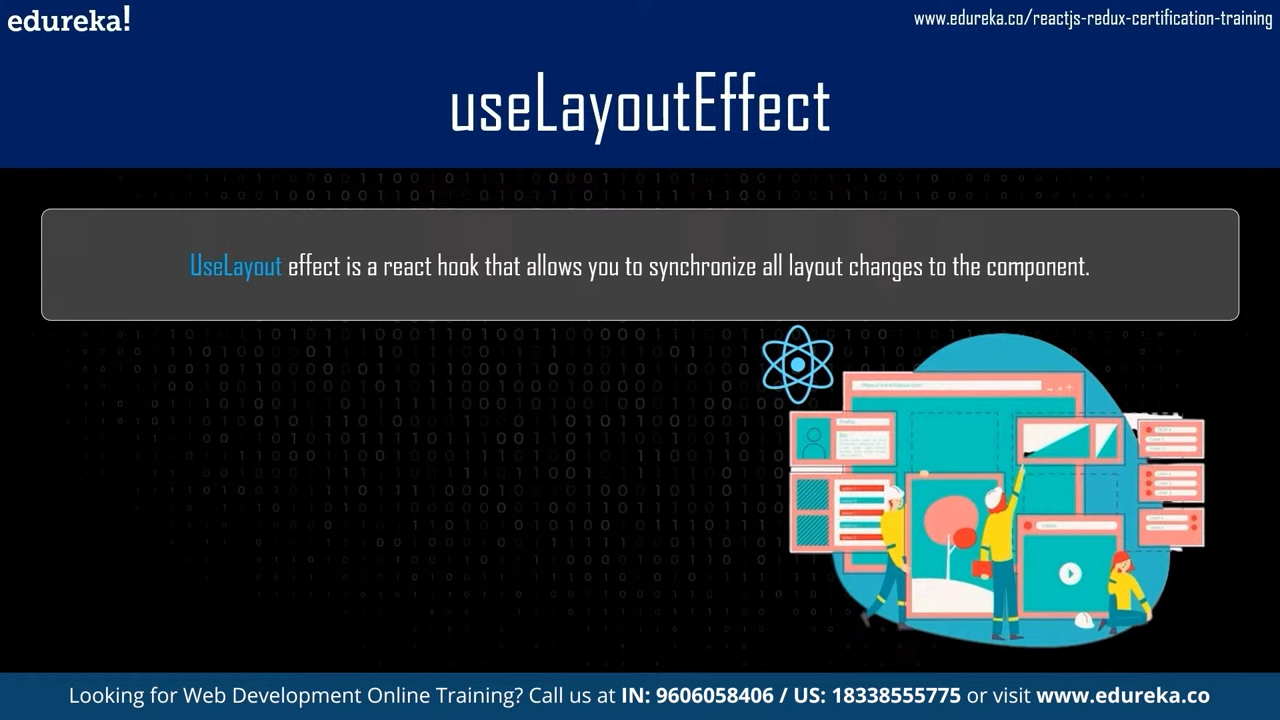 edureka!
www.edureka.co/reactjs-redux-certification-training
useLayoutEffect
UseLayout effect is a react hook that allows you to synchronize all layout changes to the component.
Looking for Web Development Online Training? Call us at IN: 9606058406 / US: 18338555775 or visit www.edureka.co